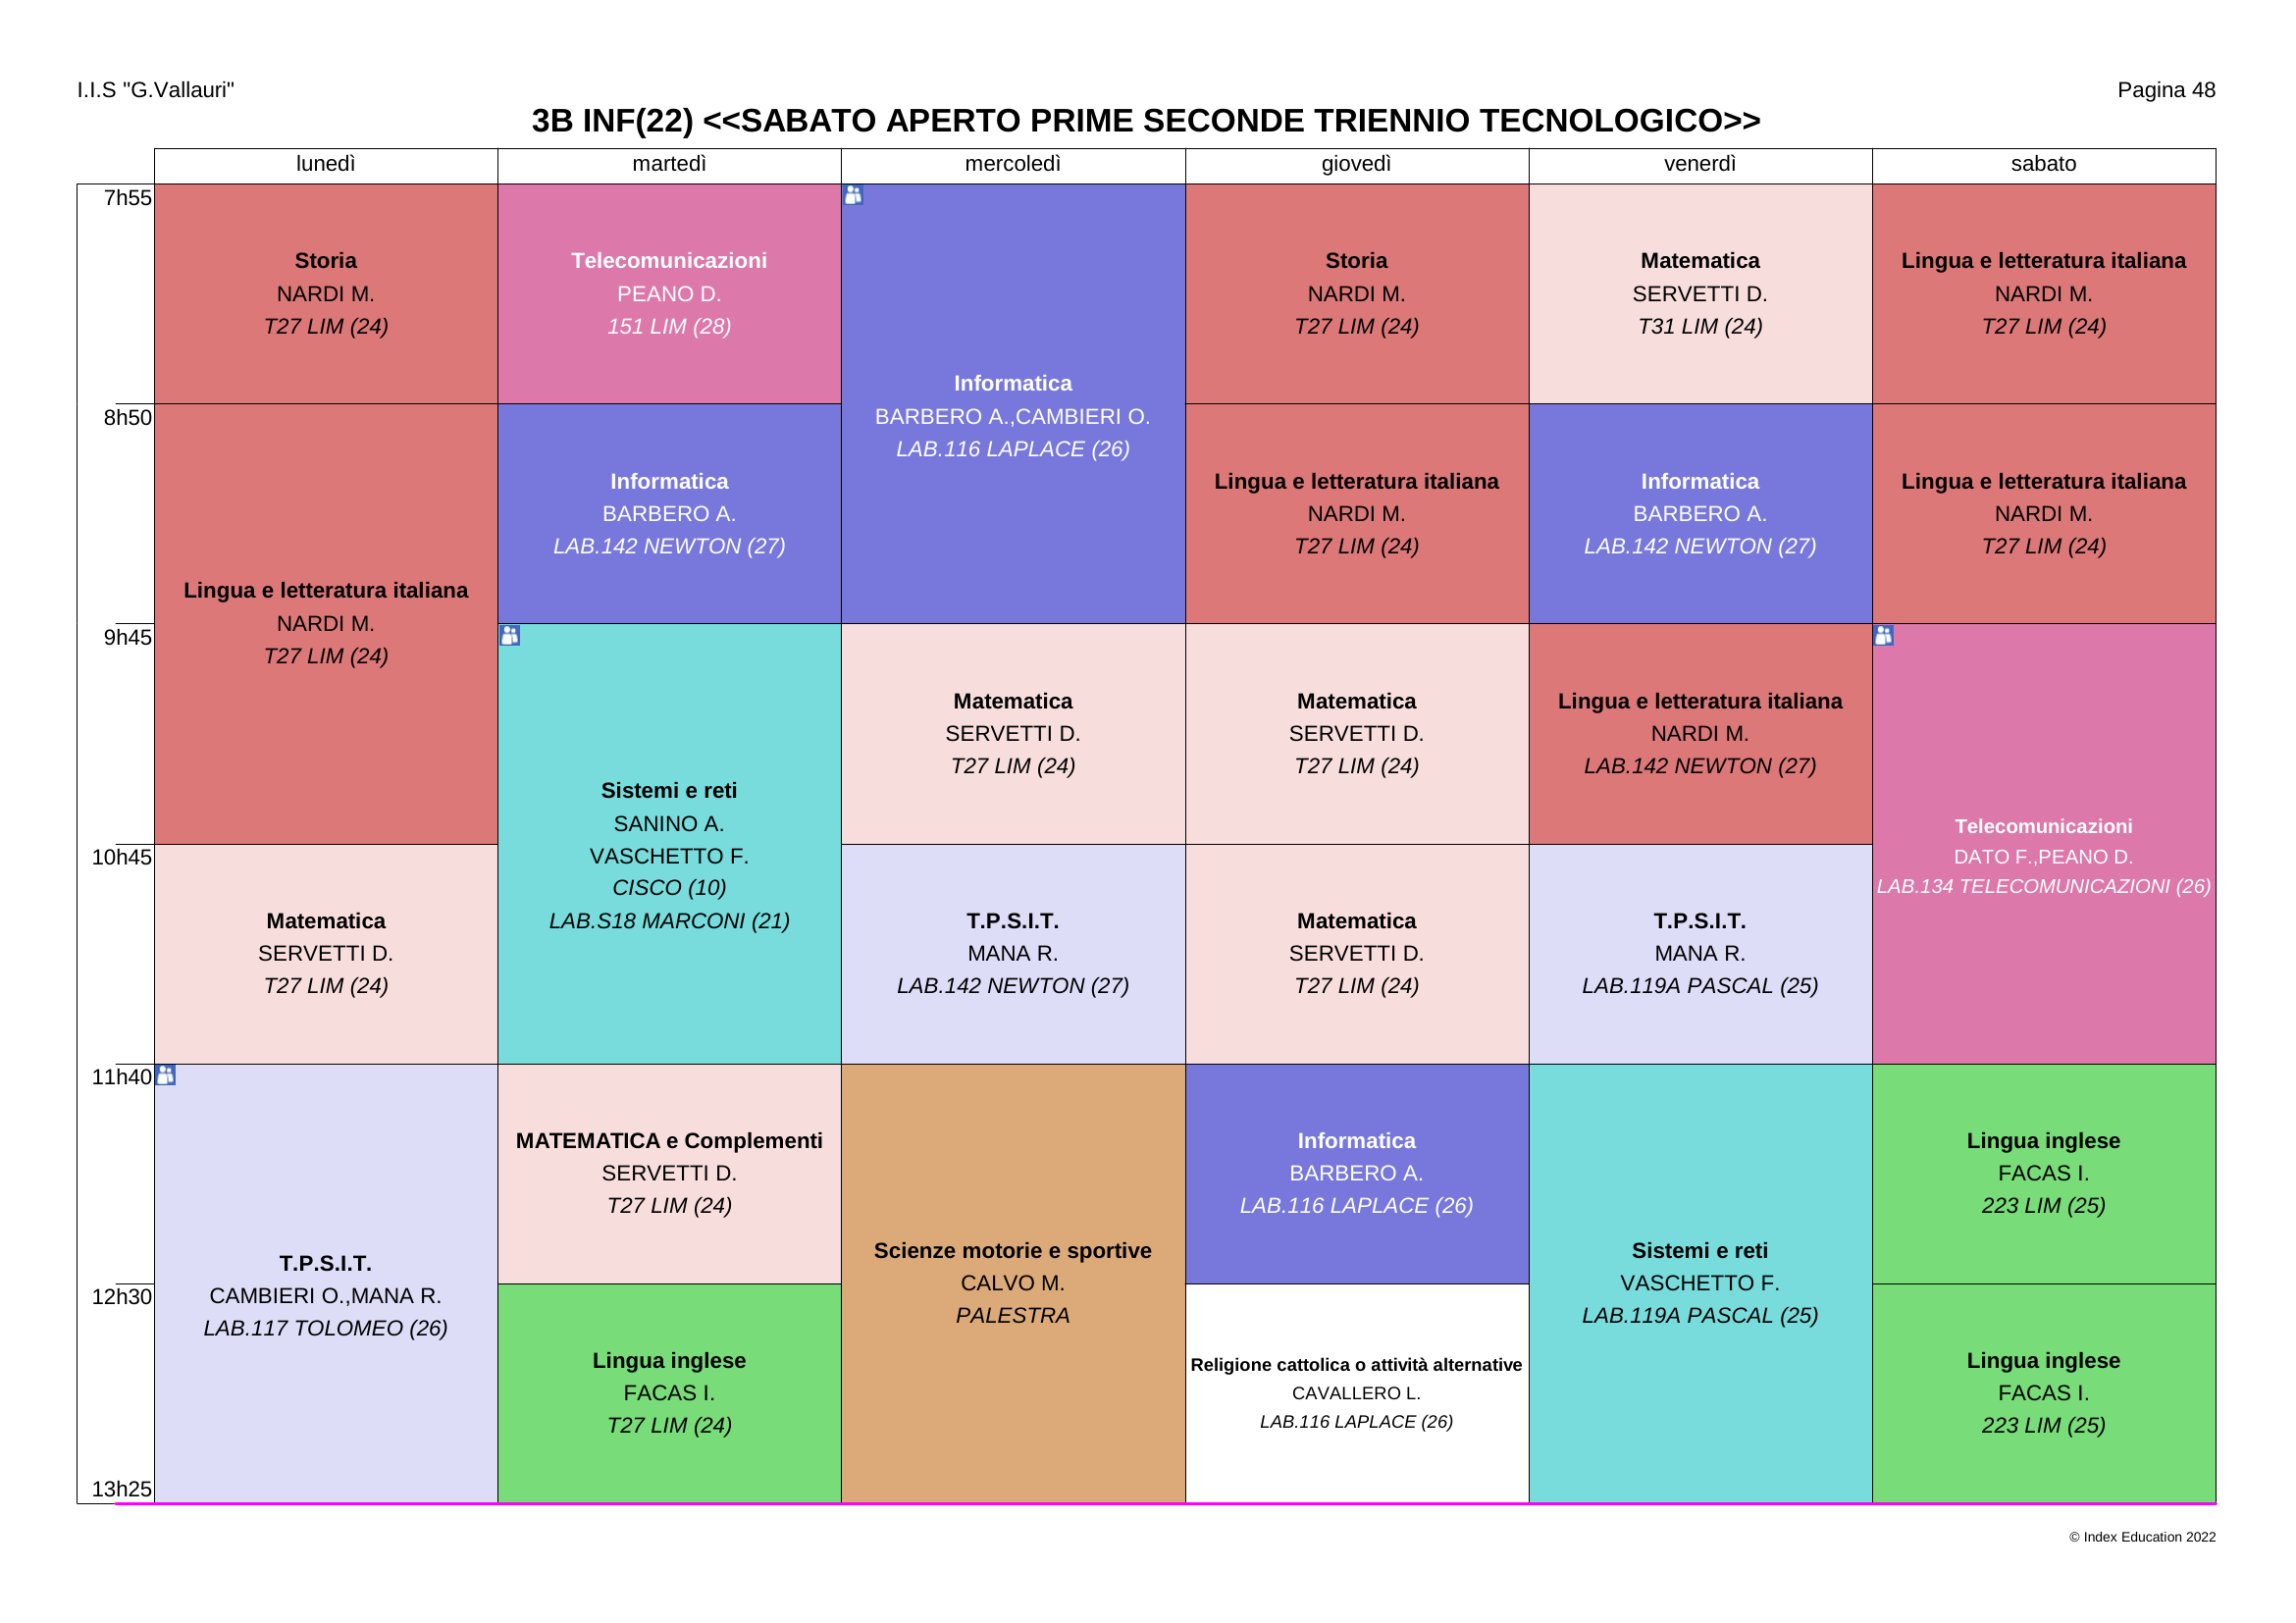 I.I.S "G.Vallauri"
Pagina 48
3B INF(22) <<SABATO APERTO PRIME SECONDE TRIENNIO TECNOLOGICO>>
lunedì
martedì
mercoledì
giovedì
venerdì
sabato
7h55
8h50
9h45
10h45
11h40
12h30
13h25
Storia
NARDI M.
T27 LIM (24)
Lingua e letteratura italiana
NARDI M.
T27 LIM (24)
Matematica
SERVETTI D.
T27 LIM (24)
T.P.S.I.T.
CAMBIERI O.,MANA R.
LAB.117 TOLOMEO (26)
Telecomunicazioni
PEANO D.
151 LIM (28)
Informatica
BARBERO A.
LAB.142 NEWTON (27)
Sistemi e reti
SANINO A.
VASCHETTO F.
CISCO (10)
LAB.S18 MARCONI (21)
MATEMATICA e Complementi
SERVETTI D.
T27 LIM (24)
Lingua inglese
FACAS I.
T27 LIM (24)
Informatica
BARBERO A.,CAMBIERI O.
LAB.116 LAPLACE (26)
Matematica
SERVETTI D.
T27 LIM (24)
T.P.S.I.T.
MANA R.
LAB.142 NEWTON (27)
Scienze motorie e sportive
CALVO M.
PALESTRA
Storia
NARDI M.
T27 LIM (24)
Lingua e letteratura italiana
NARDI M.
T27 LIM (24)
Matematica
SERVETTI D.
T27 LIM (24)
Matematica
SERVETTI D.
T27 LIM (24)
Informatica
BARBERO A.
LAB.116 LAPLACE (26)
Religione cattolica o attività alternative
CAVALLERO L.
LAB.116 LAPLACE (26)
Matematica
SERVETTI D.
T31 LIM (24)
Informatica
BARBERO A.
LAB.142 NEWTON (27)
Lingua e letteratura italiana
NARDI M.
LAB.142 NEWTON (27)
T.P.S.I.T.
MANA R.
LAB.119A PASCAL (25)
Sistemi e reti
VASCHETTO F.
LAB.119A PASCAL (25)
Lingua e letteratura italiana
NARDI M.
T27 LIM (24)
Lingua e letteratura italiana
NARDI M.
T27 LIM (24)
Telecomunicazioni
DATO F.,PEANO D.
LAB.134 TELECOMUNICAZIONI (26)
Lingua inglese
FACAS I.
223 LIM (25)
Lingua inglese
FACAS I.
223 LIM (25)
© Index Education 2022